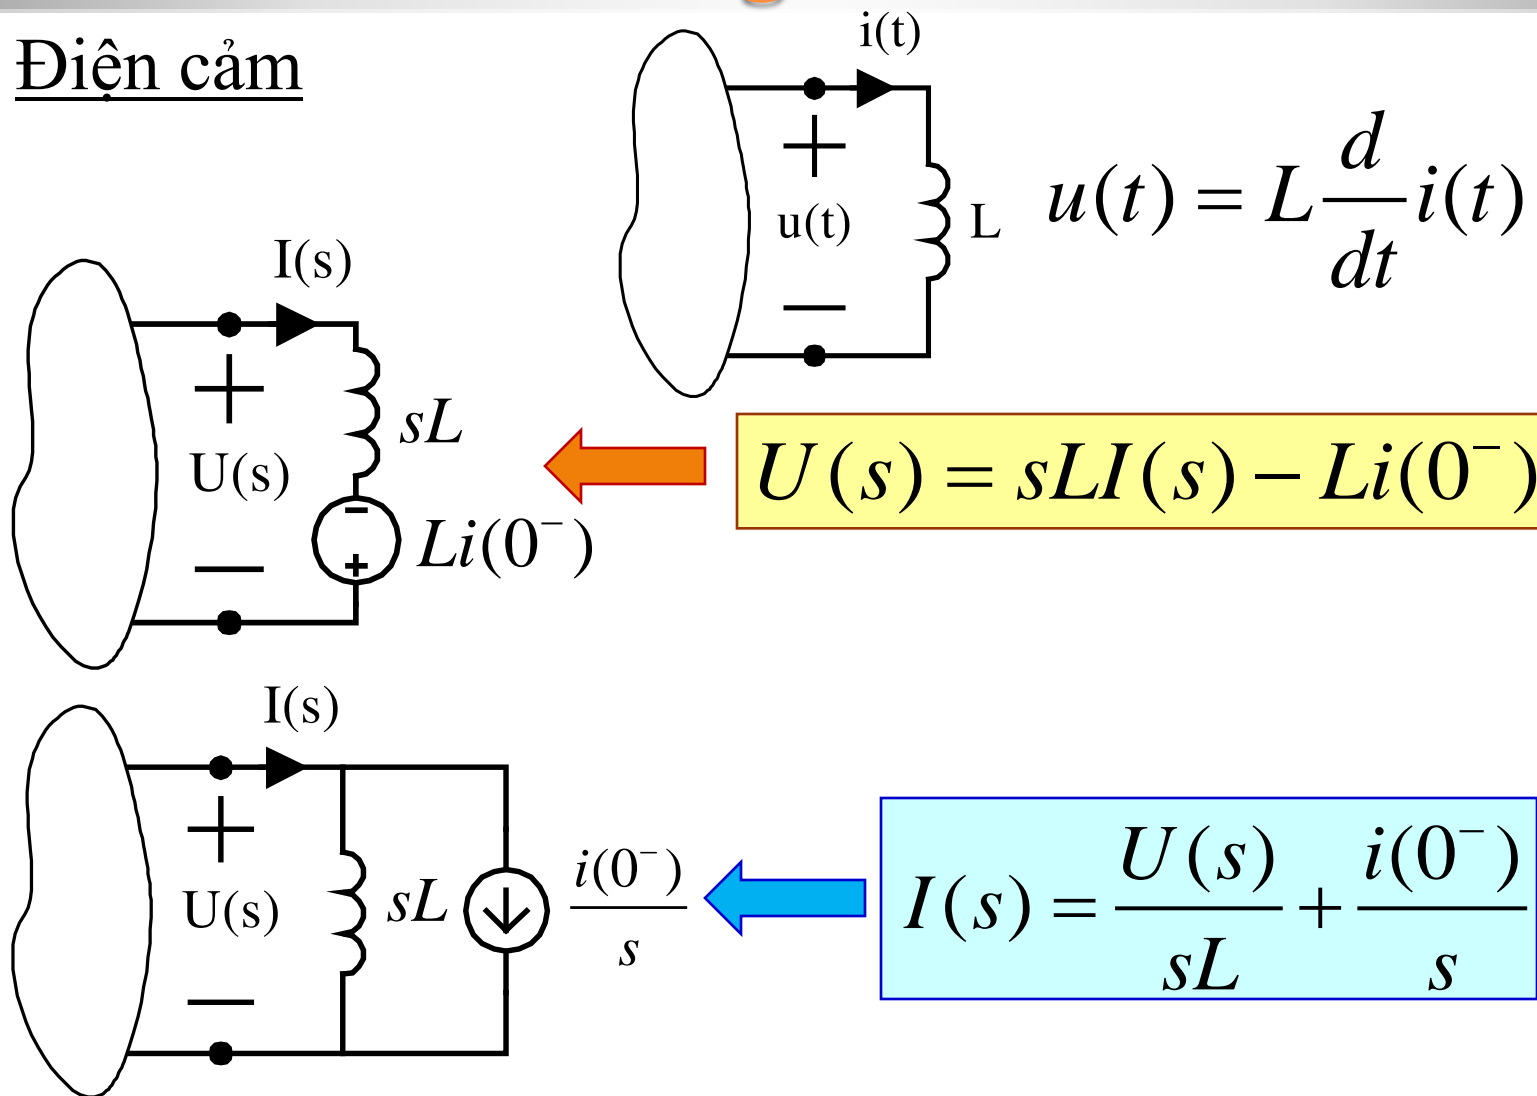 Điện cảm
i(t)
+
u(t)
−
L
u(t) = L d/dt i(t)
I(s)
+
U(s)
−
sL
-
+
Li(0⁻)
U(s) = sLI(s) − Li(0⁻)
I(s)
+
U(s)
−
sL
i(0⁻)/s
I(s) = U(s)/sL + i(0⁻)/s